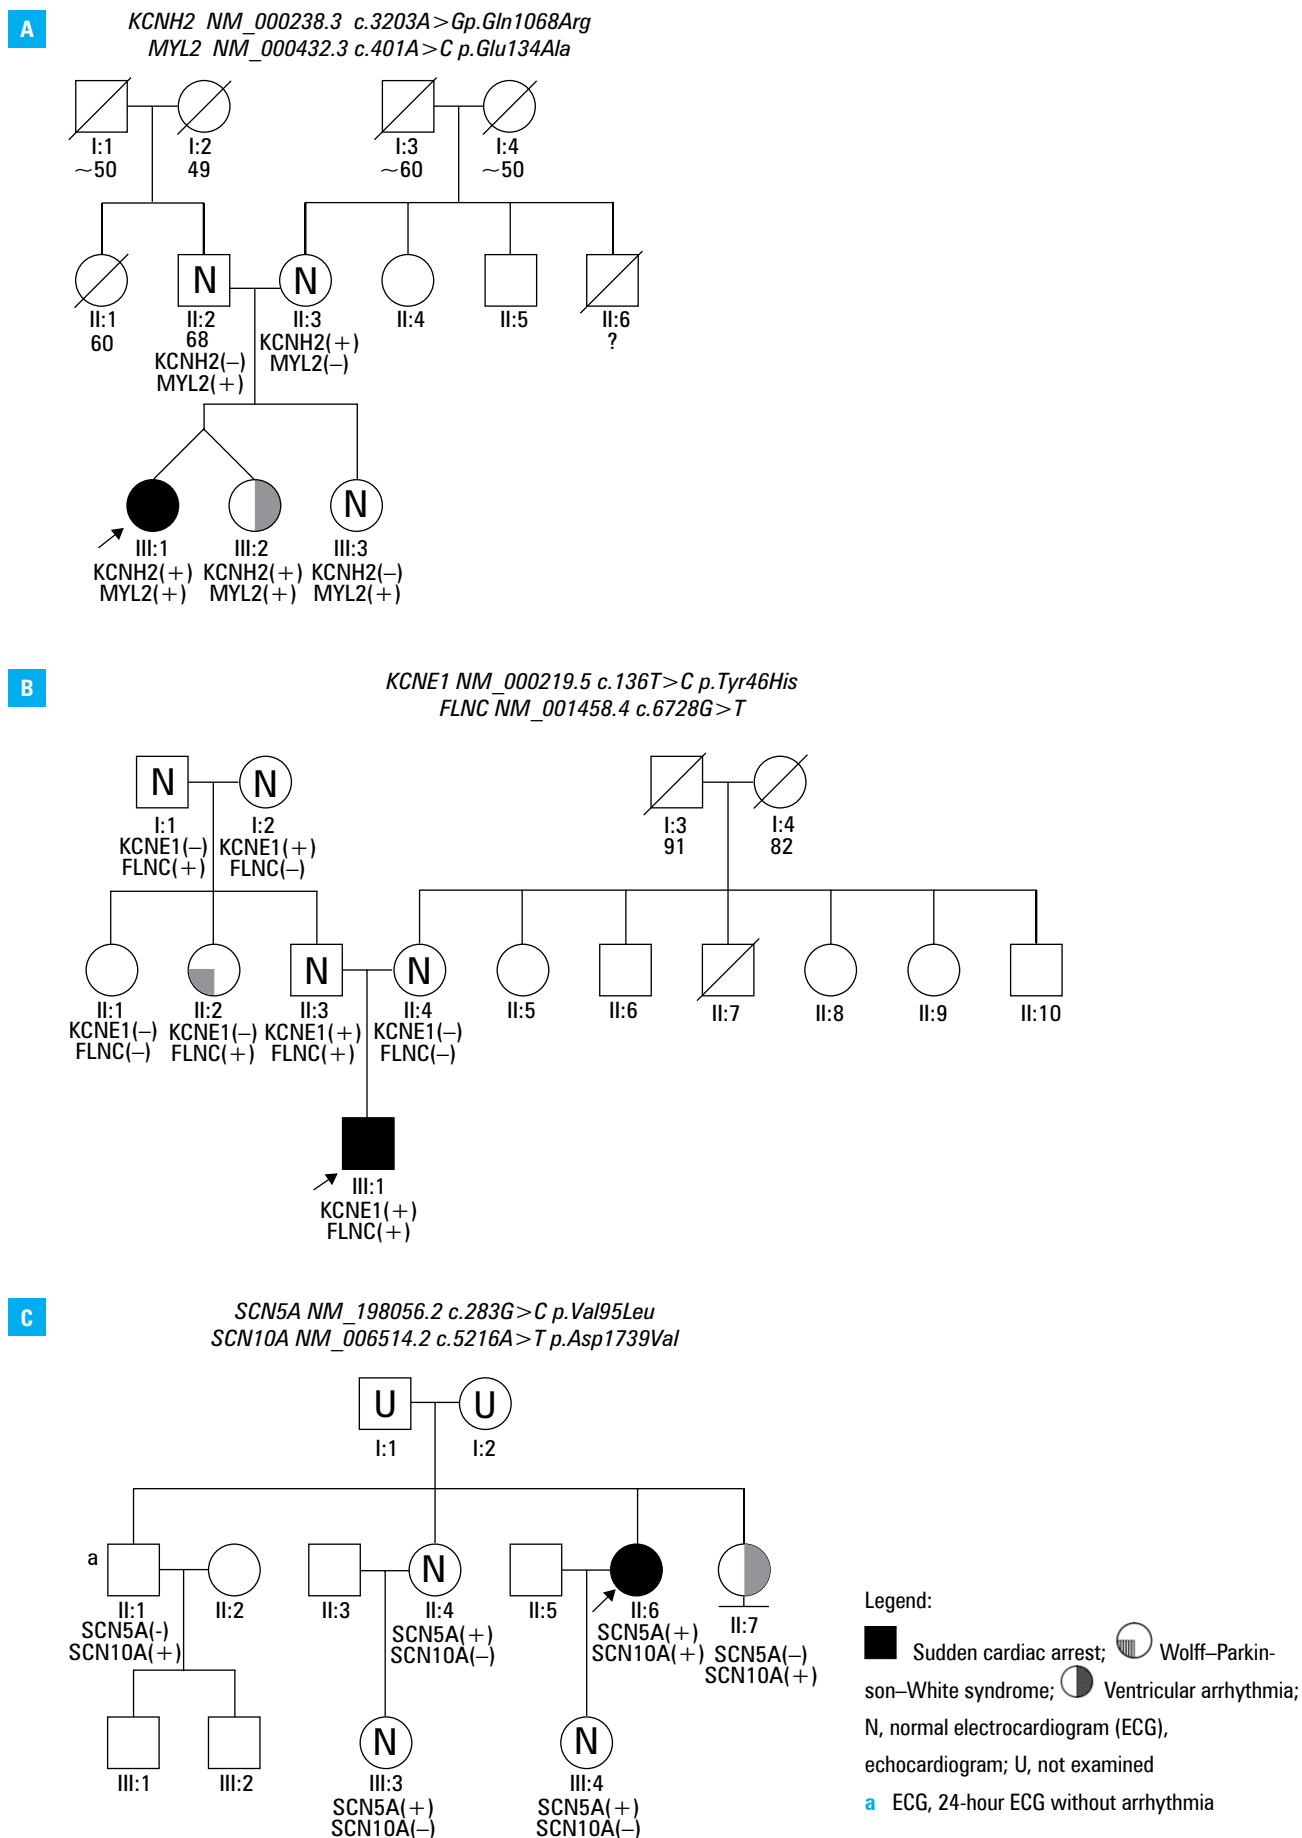 A
KCNH2 NM_000238.3 c.3203A>Gp.Gln1068Arg
MYL2 NM_000432.3 c.401A>C p.Glu134Ala
I:1 I:2 I:3 I:4
~50 49 ~60 ~50
N N
II:1 II:2 II:3 II:4 II:5 II:6
60 68 KCNH2(+) ?
KCNH2(–) MYL2(–)
MYL2(+)
N
III:1 III:2 III:3
KCNH2(+) KCNH2(+) KCNH2(–)
MYL2(+) MYL2(+) MYL2(+)
B
KCNE1 NM_000219.5 c.136T>C p.Tyr46His
FLNC NM_001458.4 c.6728G>T
N N
I:1 I:2 I:3 I:4
KCNE1(–) KCNE1(+) 91 82
FLNC(+) FLNC(–)
N N
II:1 II:2 II:3 II:4 II:5 II:6 II:7 II:8 II:9 II:10
KCNE1(–) KCNE1(–) KCNE1(+) KCNE1(–)
FLNC(–) FLNC(+) FLNC(+) FLNC(–)
III:1
KCNE1(+)
FLNC(+)
C
SCN5A NM_198056.2 c.283G>C p.Val95Leu
SCN10A NM_006514.2 c.5216A>T p.Asp1739Val
U U
I:1 I:2
a N
II:1 II:2 II:3 II:4 II:5 II:6 II:7
SCN5A(-) SCN5A(+) SCN5A(+) SCN5A(–)
SCN10A(+) SCN10A(–) SCN10A(+) SCN10A(+)
N N
III:1 III:2 III:3 III:4
SCN5A(+) SCN5A(+)
SCN10A(–) SCN10A(–)
Legend:
Sudden cardiac arrest; Wolff–Parkin-
son–White syndrome; Ventricular arrhythmia;
N, normal electrocardiogram (ECG),
echocardiogram; U, not examined
a ECG, 24-hour ECG without arrhythmia